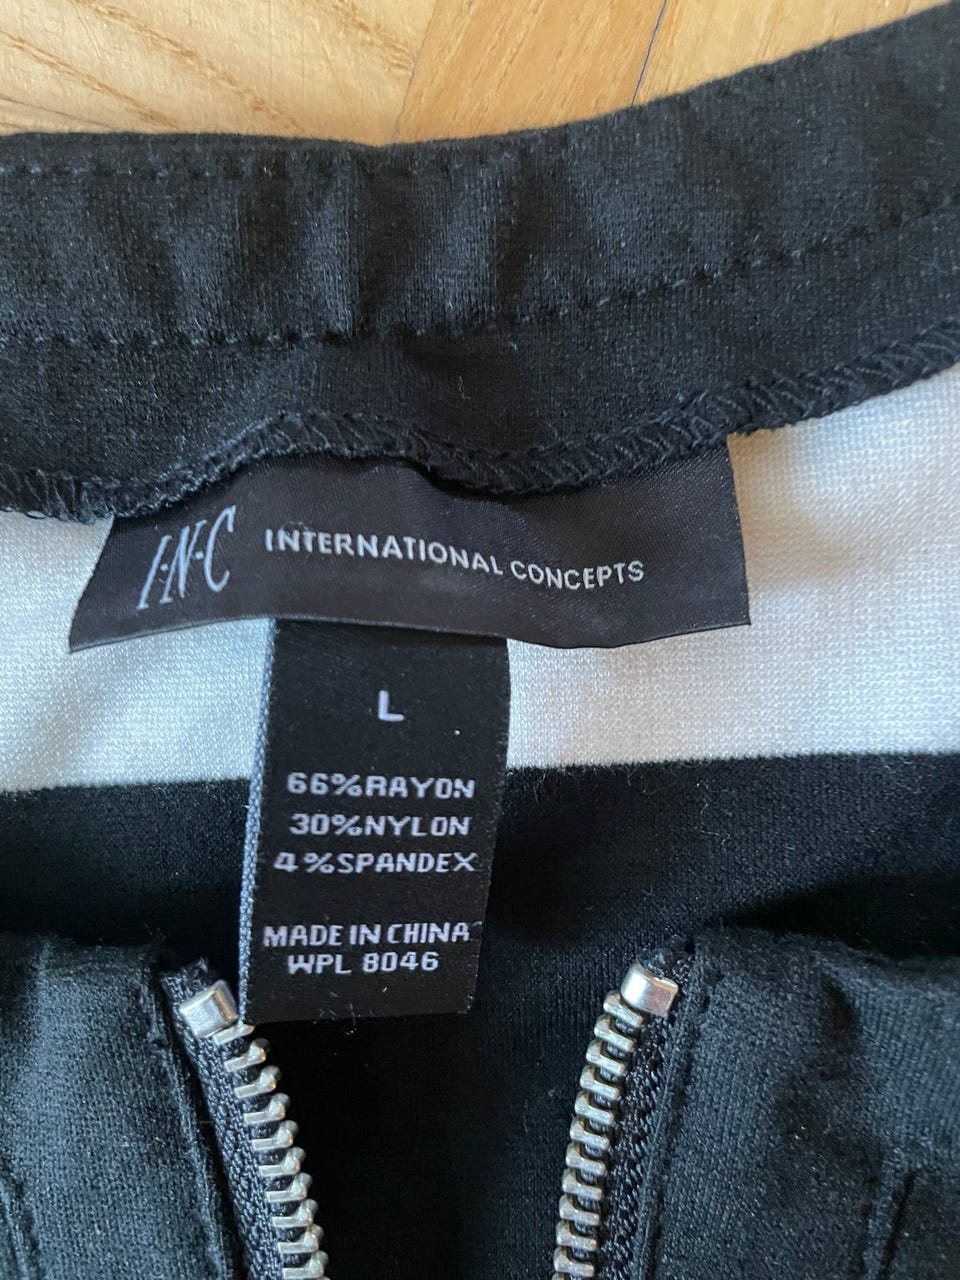 I·N·C INTERNATIONAL CONCEPTS
L
66%RAYON
30%NYLON
4%SPANDEX
MADE IN CHINA
WPL 8046